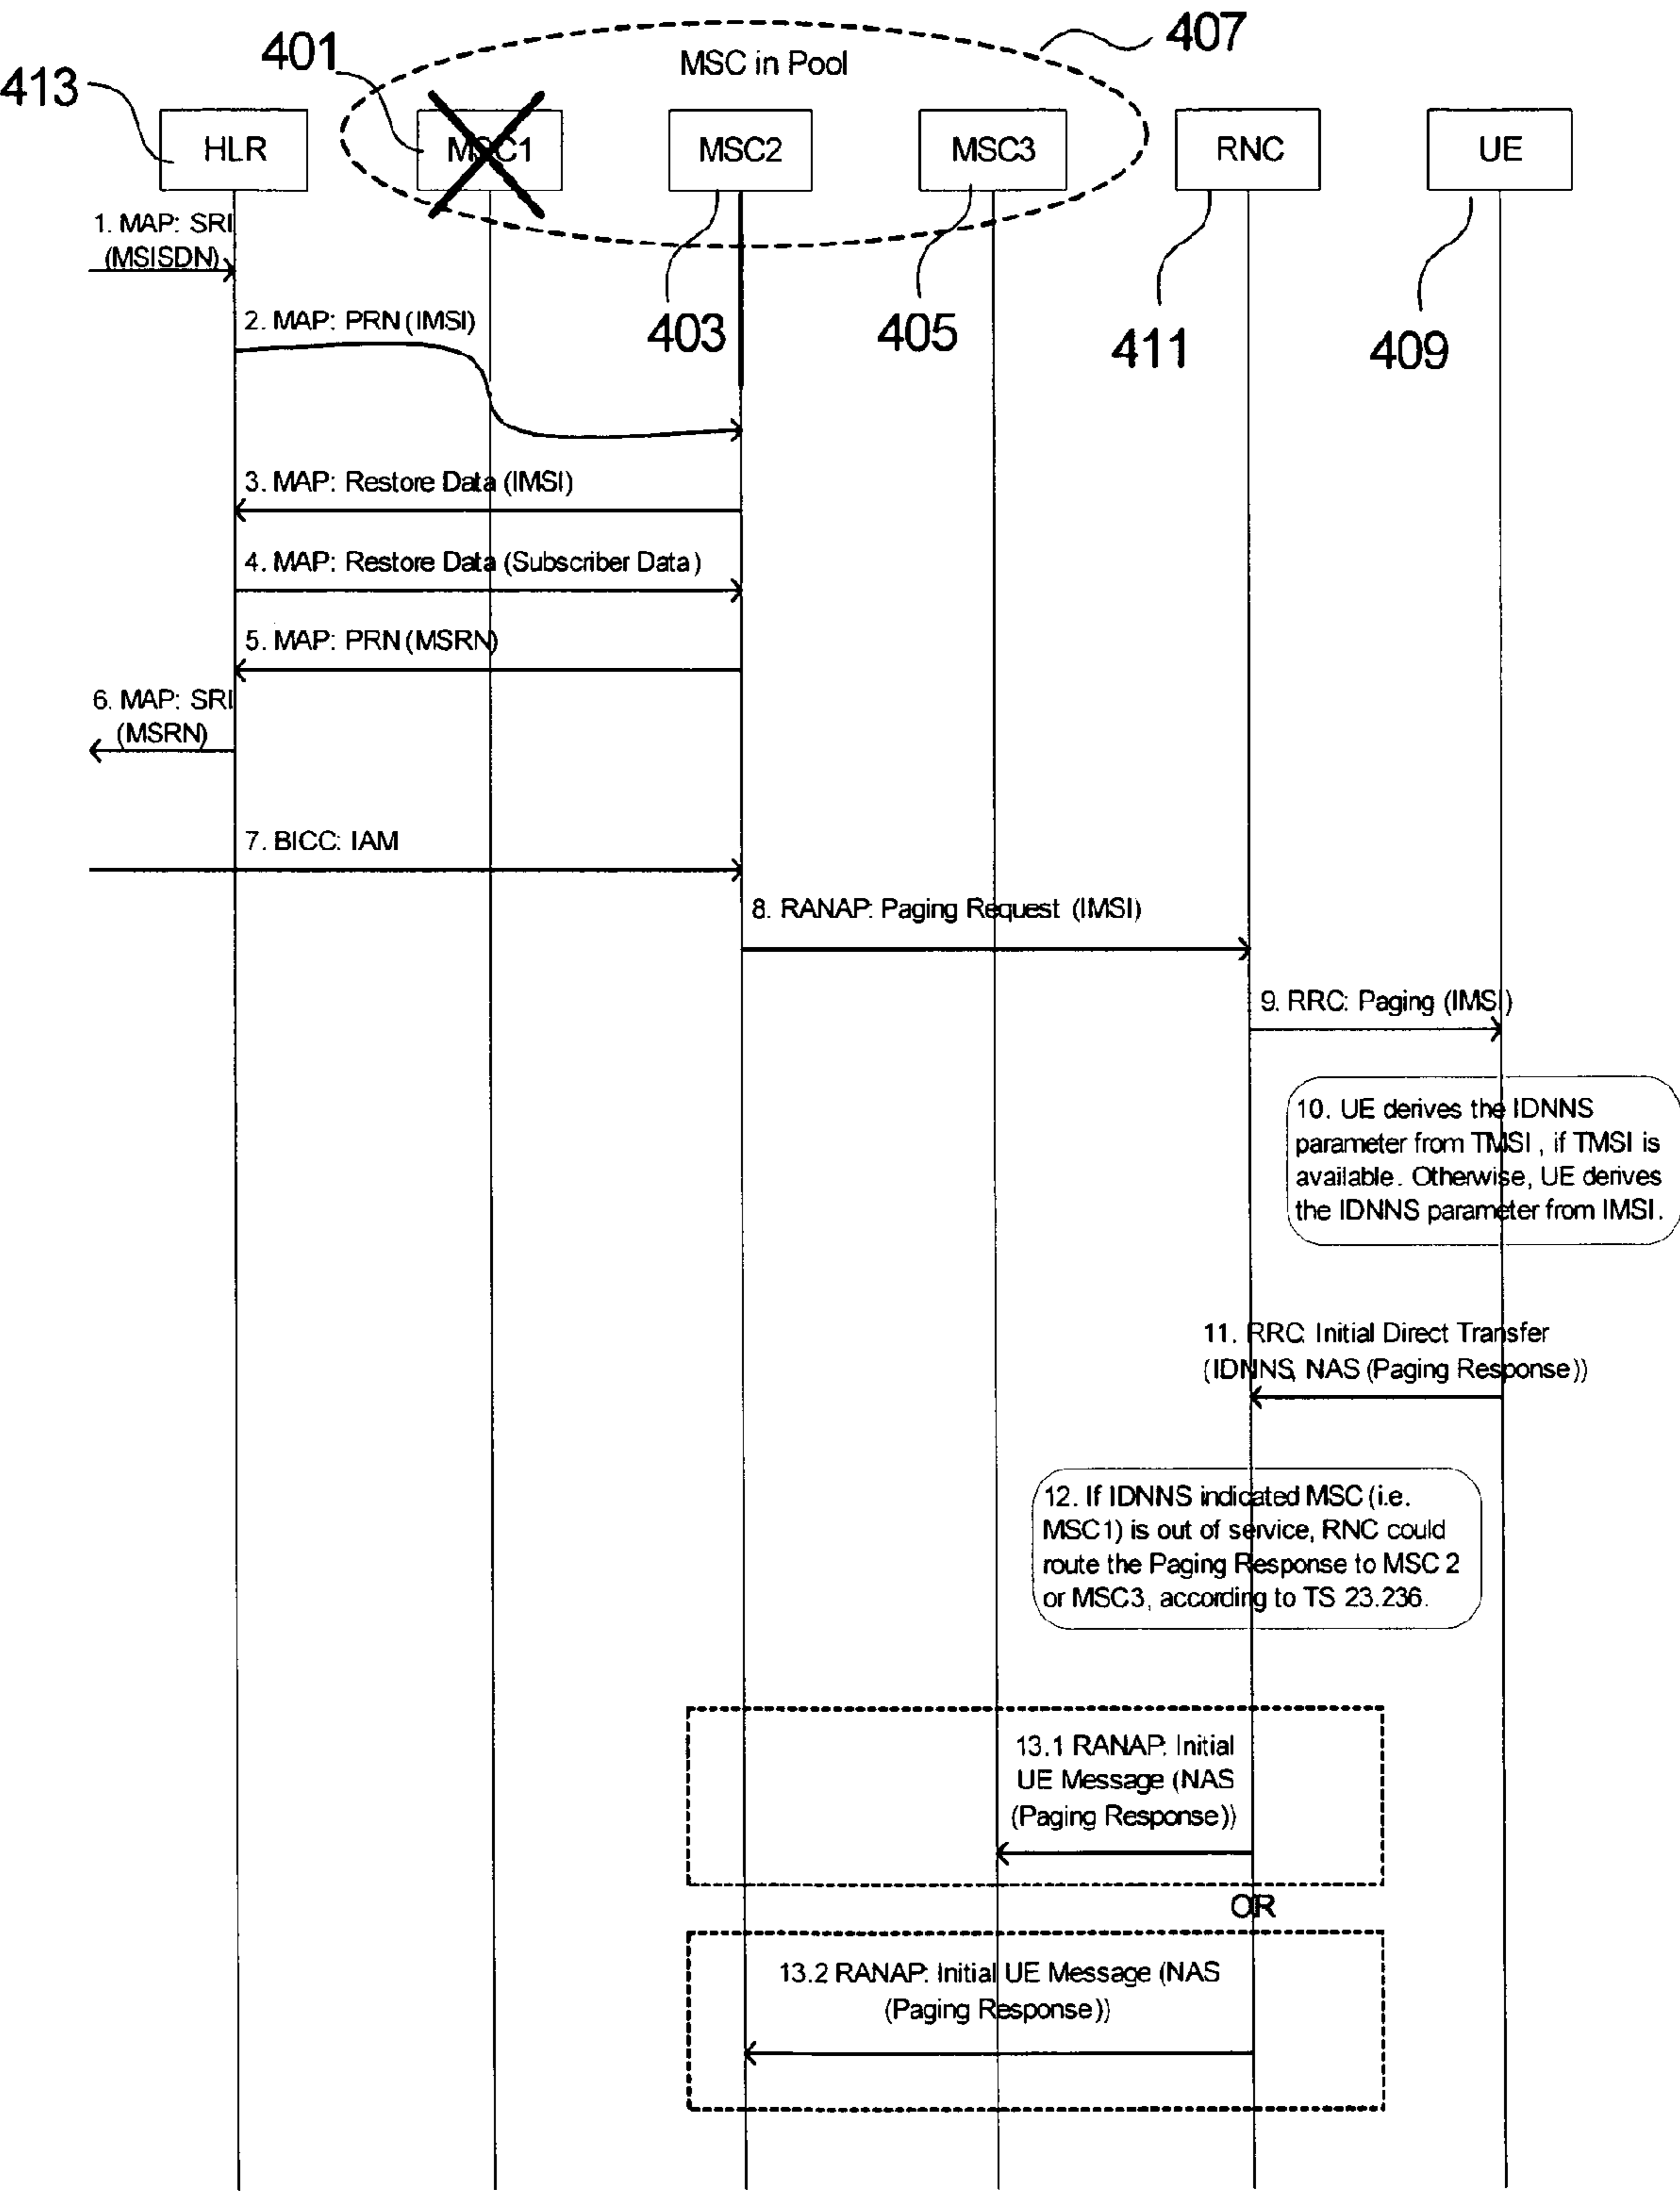 407
401
MSC in Pool
413
HLR
MSC1
MSC2
MSC3
RNC
UE
1. MAP: SRI
(MSISDN)
2. MAP: PRN (IMSI)
403
405
411
409
3. MAP: Restore Data (IMSI)
4. MAP: Restore Data (Subscriber Data)
5. MAP: PRN (MSRN)
6. MAP: SRI
(MSRN)
7. BICC: IAM
8. RANAP: Paging Request (IMSI)
9. RRC: Paging (IMSI)
10. UE derives the IDNNS
parameter from TMSI , if TMSI is
available. Otherwise, UE derives
the IDNNS parameter from IMSI.
11. RRC Initial Direct Transfer
(IDNNS, NAS (Paging Response))
12. If IDNNS indicated MSC (i.e.
MSC1) is out of service, RNC could
route the Paging Response to MSC 2
or MSC3, according to TS 23.236.
13.1 RANAP: Initial
UE Message (NAS
(Paging Response))
OR
13.2 RANAP: Initial UE Message (NAS
(Paging Response))